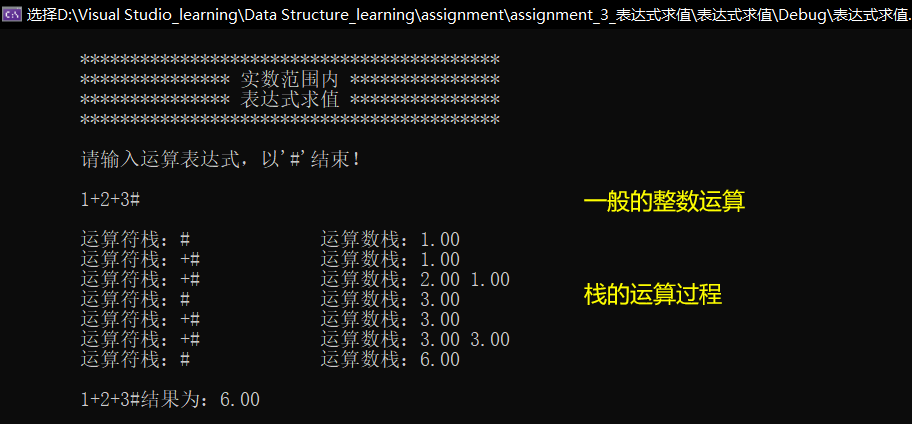 选择D:\Visual Studio_learning\Data Structure_learning\assignment\assignment_3_表达式求值\表达式求值\Debug\表达式求值.
******************************************
*************** 实数范围内 ***************
*************** 表达式求值 ***************
******************************************
请输入运算表达式，以'#'结束！
1+2+3#
一般的整数运算
运算符栈：# 运算数栈：1.00
运算符栈：+# 运算数栈：1.00
运算符栈：+# 运算数栈：2.00 1.00
栈的运算过程
运算符栈：# 运算数栈：3.00
运算符栈：+# 运算数栈：3.00
运算符栈：+# 运算数栈：3.00 3.00
运算符栈：# 运算数栈：6.00
1+2+3#结果为：6.00